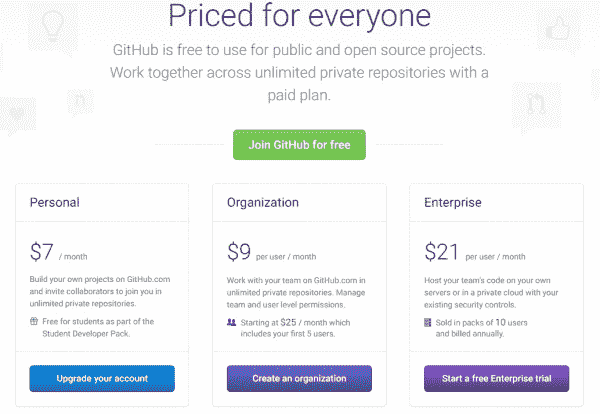 Priced for everyone
GitHub is free to use for public and open source projects.
Work together across unlimited private repositories with a
paid plan.
Join GitHub for free
Personal
$7 / month
Build your own projects on GitHub.com
and invite collaborators to join you in
unlimited private repositories.
Free for students as part of the
Student Developer Pack.
Upgrade your account
Organization
$9 per user / month
Work with your team on GitHub.com in
unlimited private repositories. Manage
team and user level permissions.
Starting at $25 / month which
includes your first 5 users.
Create an organization
Enterprise
$21 per user / month
Host your team's code on your own
servers or in a private cloud with your
existing security controls.
Sold in packs of 10 users
and billed annually.
Start a free Enterprise trial